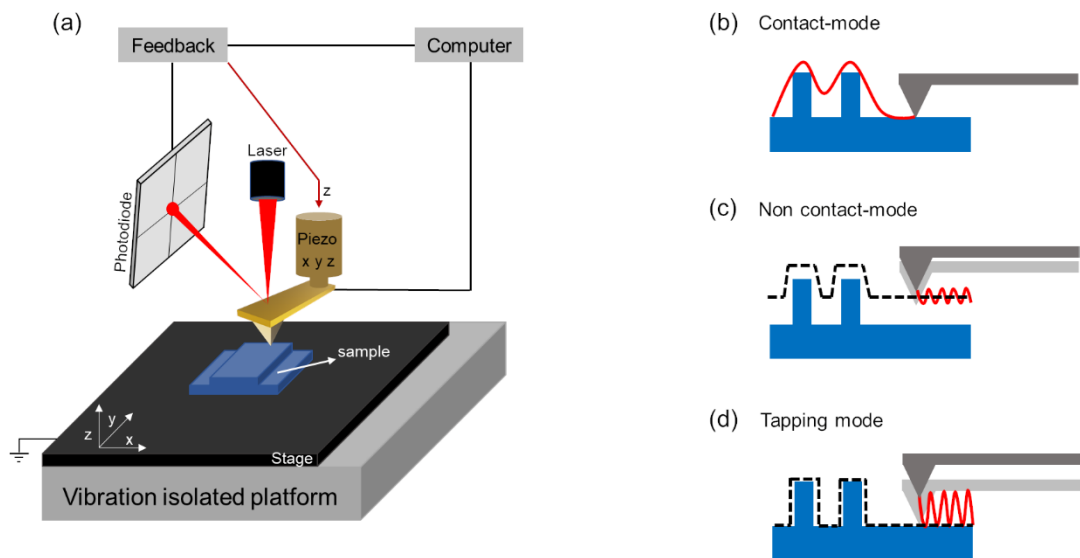 (a)
Feedback
Computer
Laser
z
Photodiode
Piezo
x y z
sample
z
y
x
Stage
Vibration isolated platform
(b) Contact-mode
(c) Non contact-mode
(d) Tapping mode